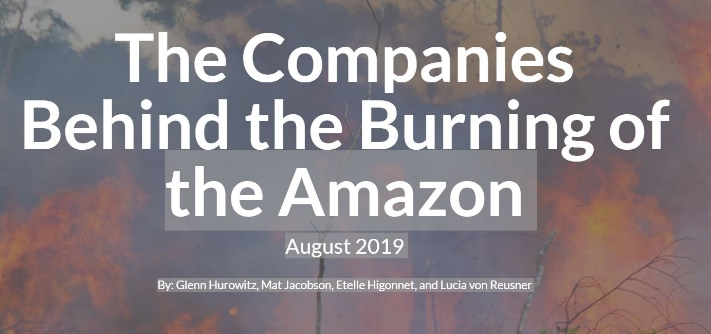 The Companies
Behind the Burning of
the Amazon
August 2019
By: Glenn Hurowitz, Mat Jacobson, Etelle Higonnet, and Lucia von Reusner